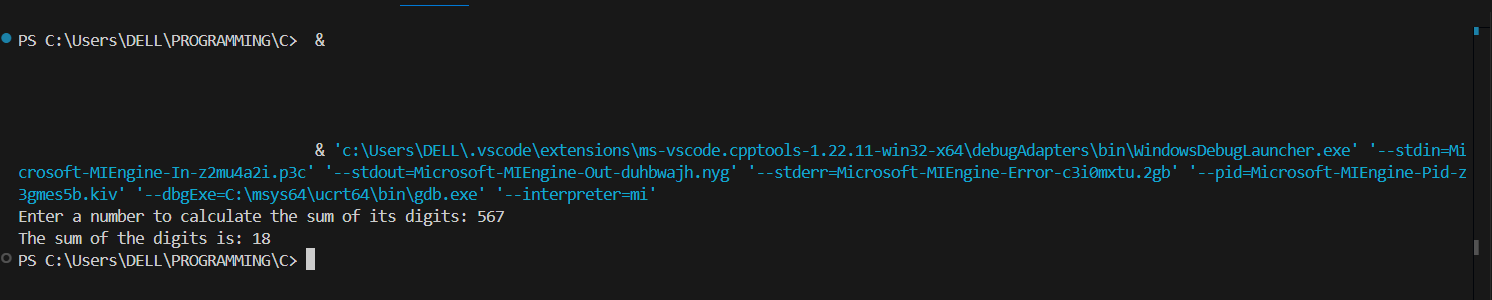 PS C:\Users\DELL\PROGRAMMING\C>  &
& 'c:\Users\DELL\.vscode\extensions\ms-vscode.cpptools-1.22.11-win32-x64\debugAdapters\bin\WindowsDebugLauncher.exe' '--stdin=Mi
crosoft-MIEngine-In-z2mu4a2i.p3c' '--stdout=Microsoft-MIEngine-Out-duhbwajh.nyg' '--stderr=Microsoft-MIEngine-Error-c3i0mxtu.2gb' '--pid=Microsoft-MIEngine-Pid-z
3gmes5b.kiv' '--dbgExe=C:\msys64\ucrt64\bin\gdb.exe' '--interpreter=mi'
Enter a number to calculate the sum of its digits: 567
The sum of the digits is: 18
PS C:\Users\DELL\PROGRAMMING\C>